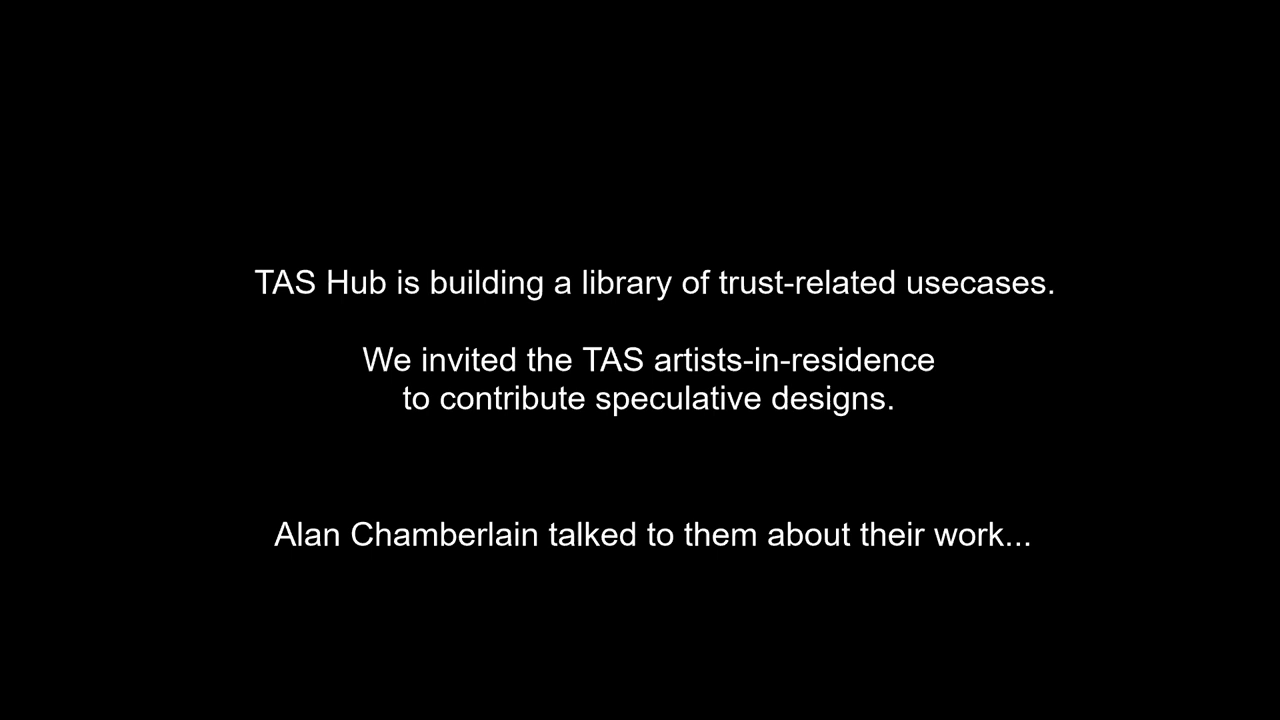 TAS Hub is building a library of trust-related usecases.
We invited the TAS artists-in-residence
to contribute speculative designs.
Alan Chamberlain talked to them about their work...